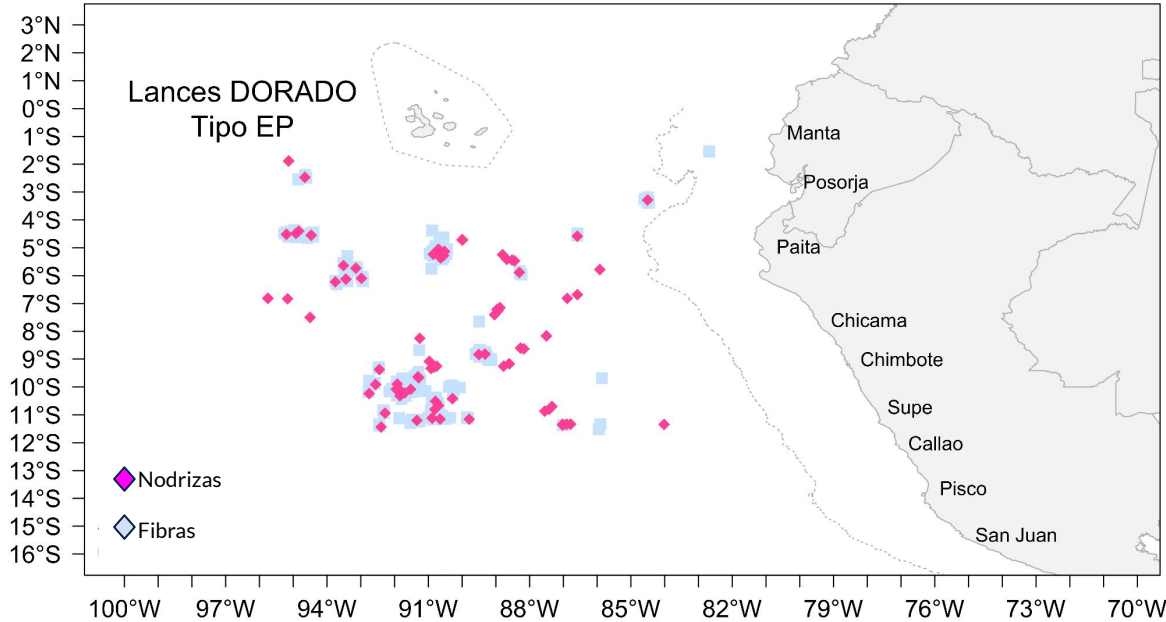 3°N
2°N
1°N
0°S
1°S
2°S
3°S
4°S
5°S
6°S
7°S
8°S
9°S
10°S
11°S
12°S
13°S
14°S
15°S
16°S
Lances DORADO
Tipo EP
Manta
Posorja
Paita
Chicama
Chimbote
Supe
Callao
Pisco
San Juan
Nodrizas
Fibras
100°W 97°W 94°W 91°W 88°W 85°W 82°W 79°W 76°W 73°W 70°W